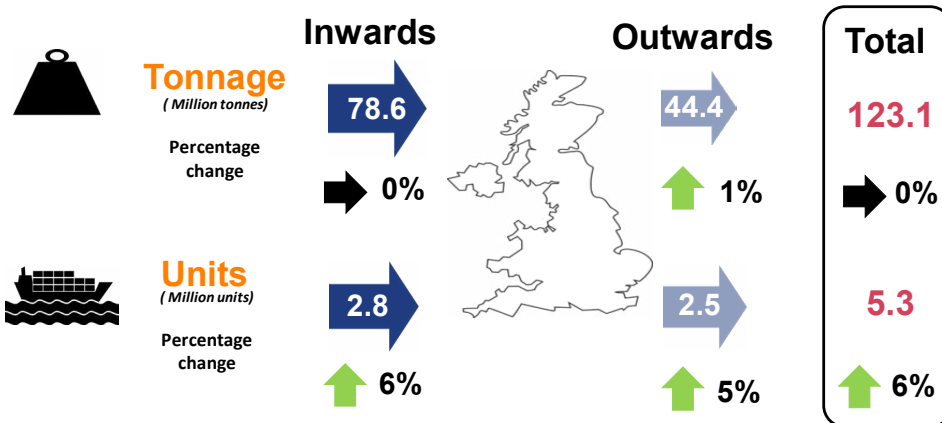 Inwards
Outwards
Total
Tonnage
( Million tonnes)
78.6
44.4
123.1
Percentage
change
0%
1%
0%
Units
( Million units)
2.8
2.5
5.3
Percentage
change
6%
5%
6%